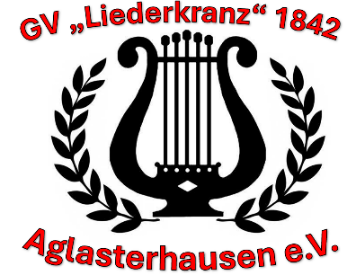 GV „Liederkranz“ 1842
Aglasterhausen e.V.